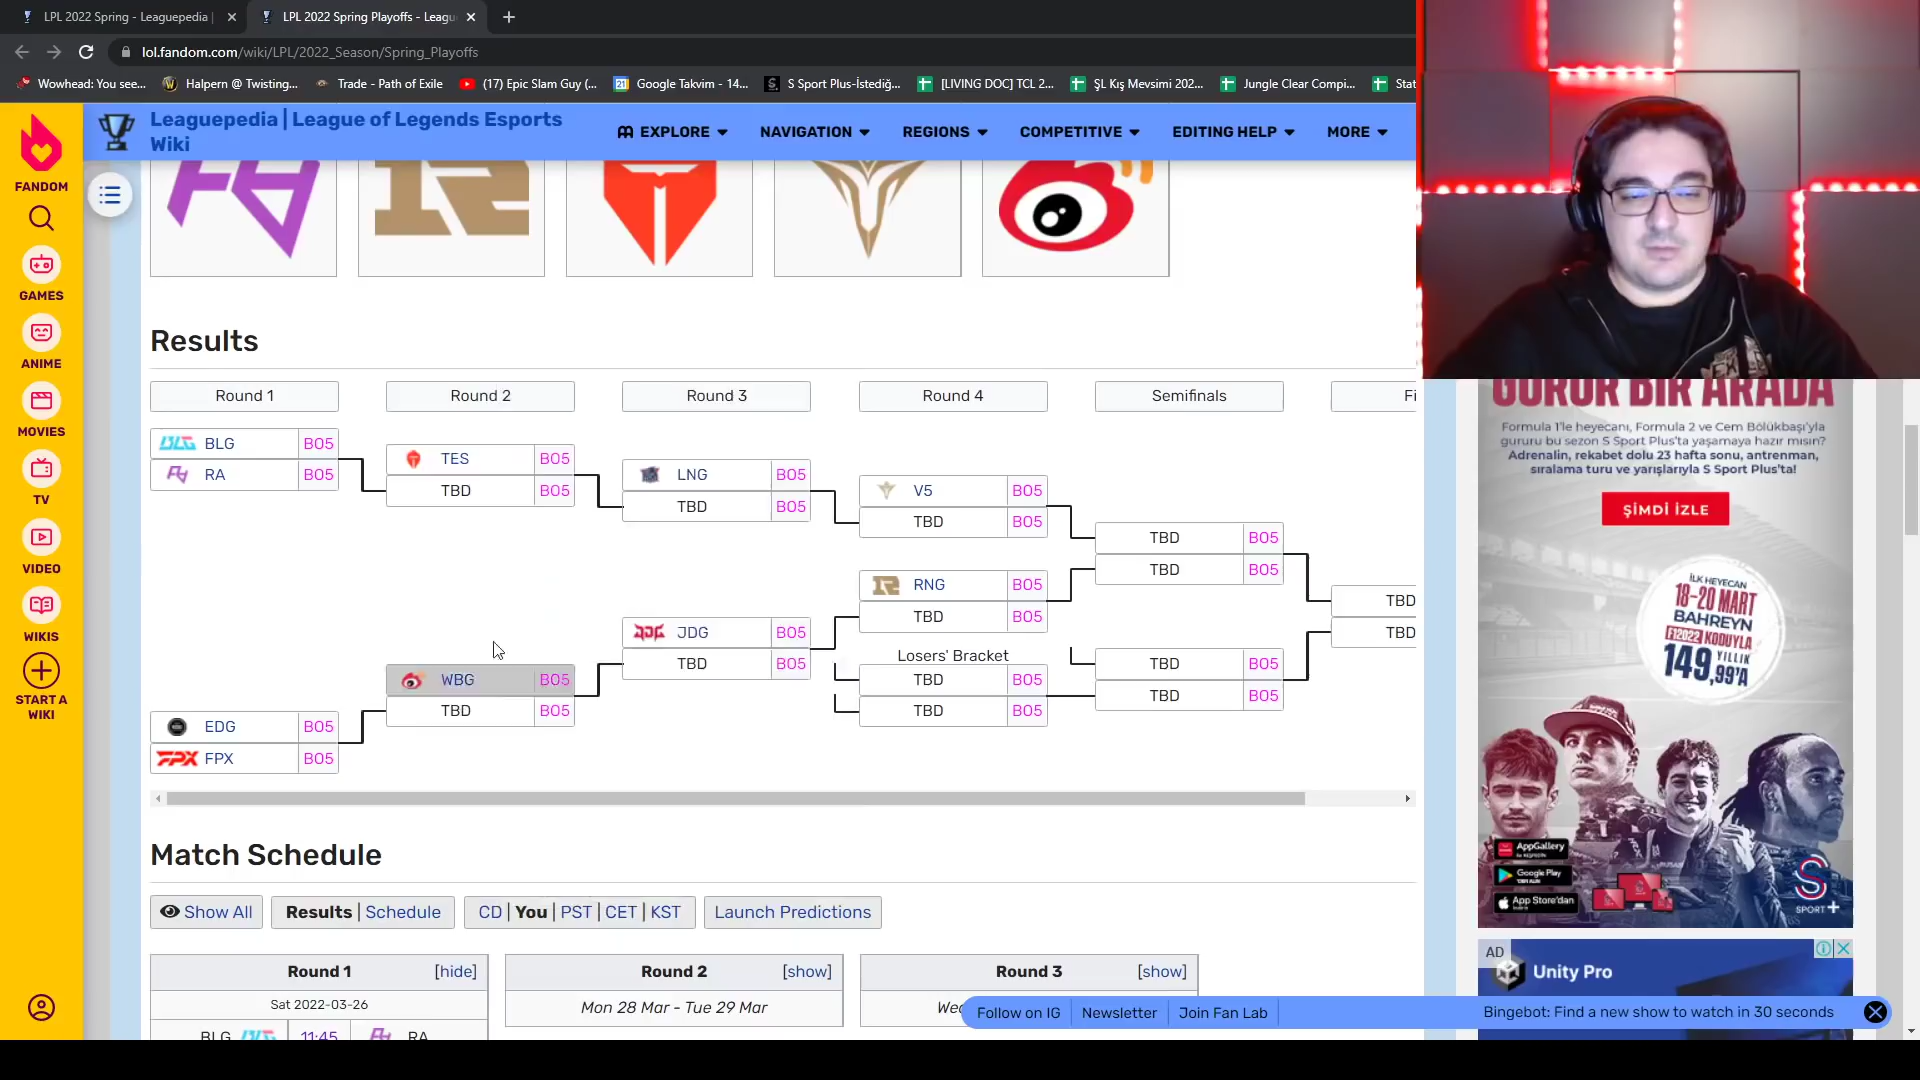 LPL 2022 Spring - Leaguepedia |
LPL 2022 Spring Playoffs - Leagu
lol.fandom.com/wiki/LPL/2022_Season/Spring_Playoffs
Wowhead: You see...
Halpern @ Twisting...
Trade - Path of Exile
(17) Epic Slam Guy (...
Google Takvim - 14...
S Sport Plus-İstediğ...
[LIVING DOC] TCL 2...
ŞL Kış Mevsimi 202...
Jungle Clear Compi...
Stat
FANDOM
GAMES
ANIME
MOVIES
TV
VIDEO
WIKIS
START A
WIKI
Leaguepedia | League of Legends Esports
Wiki
EXPLORE
NAVIGATION
REGIONS
COMPETITIVE
EDITING HELP
MORE
Results
Round 1
Round 2
Round 3
Round 4
Semifinals
Fi
BLG BO5
RA BO5
EDG BO5
FPX BO5
TES BO5
TBD BO5
WBG BO5
TBD BO5
LNG BO5
TBD BO5
JDG BO5
TBD BO5
V5 BO5
TBD BO5
RNG BO5
TBD BO5
Losers' Bracket
TBD BO5
TBD BO5
TBD BO5
TBD BO5
TBD BO5
TBD BO5
TBD
TBD
Match Schedule
Show All
Results | Schedule
CD | You | PST | CET | KST
Launch Predictions
Round 1 [hide]
Sat 2022-03-26
BLG 11:45 RA
Round 2 [show]
Mon 28 Mar - Tue 29 Mar
Round 3 [show]
We
Follow on IG
Newsletter
Join Fan Lab
Bingebot: Find a new show to watch in 30 seconds
GURUR BİR ARADA
Formula 1'le heyecanı, Formula 2 ve Cem Bölükbaşı'yla
gururu bu sezon S Sport Plus'ta yaşamaya hazır mısın?
Adrenalin, rekabet dolu 23 hafta sonu, antrenman,
sıralama turu ve yarışlarıyla S Sport Plus'ta!
ŞİMDİ İZLE
İLK HEYECAN
18-20 MART
BAHREYN
F12022 KODUYLA
YILLIK
149,99'A
AppGallery
Google Play
App Store'dan
S
SPORT+
AD
Unity Pro